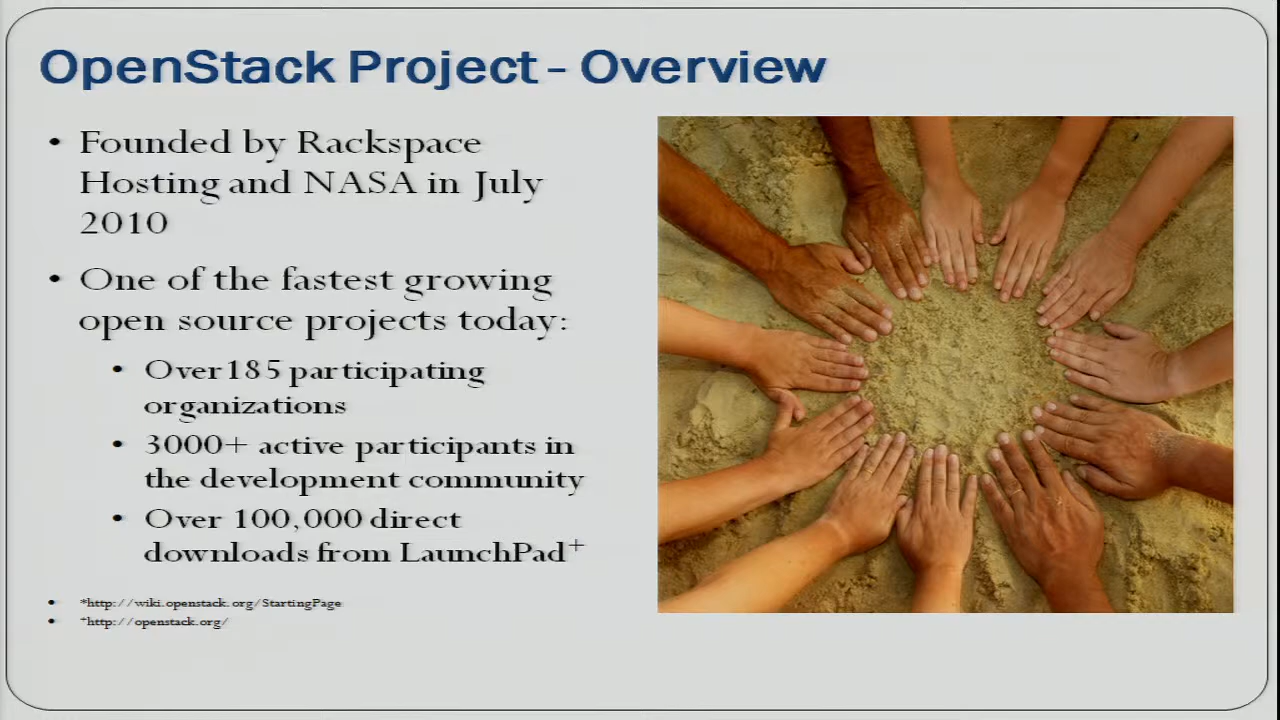 OpenStack Project - Overview
• Founded by Rackspace
Hosting and NASA in July
2010
• One of the fastest growing
open source projects today:
• Over185 participating
organizations
• 3000+ active participants in
the development community
• Over 100,000 direct
downloads from LaunchPad+
• *http://wiki.openstack.org/StartingPage
• +http://openstack.org/